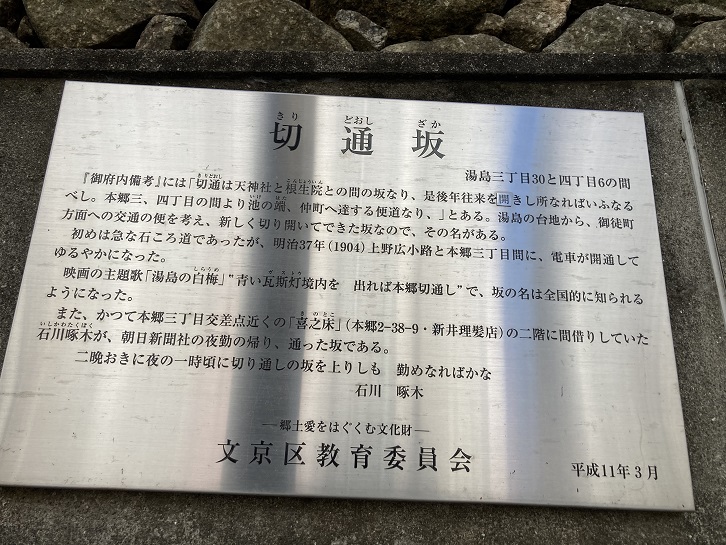 切通坂
きり どおし ざか
湯島三丁目30と四丁目6の間
『御府内備考』には「切通は天神社と根生院との間の坂なり、是後年往来を開きし所なればいふなる
べし。本郷三、四丁目の間より池の端、仲町へ達する便道なり、」とある。湯島の台地から、御徒町
方面への交通の便を考え、新しく切り開いてできた坂なので、その名がある。
初めは急な石ころ道であったが、明治37年(1904)上野広小路と本郷三丁目間に、電車が開通して
ゆるやかになった。
映画の主題歌「湯島の白梅」"青い瓦斯灯境内を 出れば本郷切通し"で、坂の名は全国的に知られる
ようになった。
また、かつて本郷三丁目交差点近くの「喜之床」(本郷2-38-9・新井理髪店)の二階に間借りしていた
石川啄木が、朝日新聞社の夜勤の帰り、通った坂である。
二晩おきに夜の一時頃に切り通しの坂を上りしも 勤めなればかな
石川 啄木
―郷土愛をはぐくむ文化財―
文京区教育委員会 平成11年3月